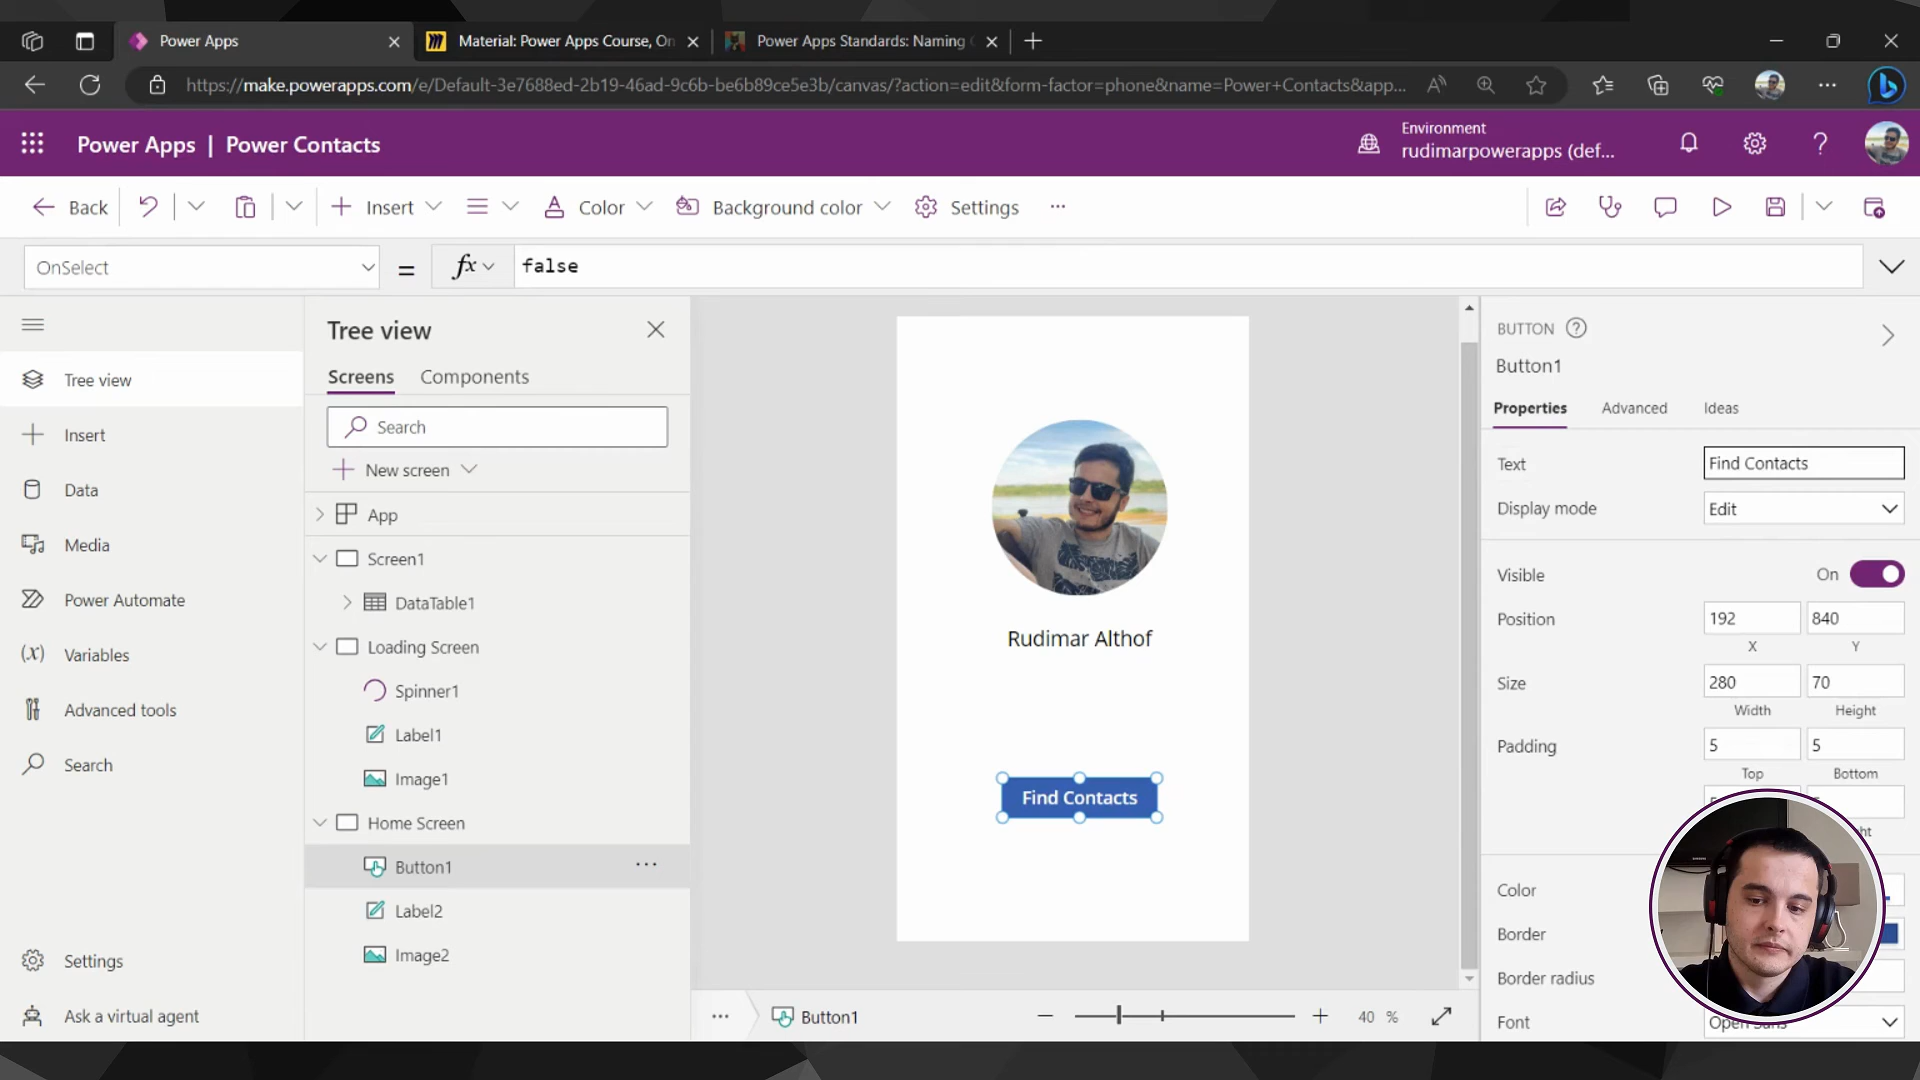 Power Apps
Material: Power Apps Course, On
Power Apps Standards: Naming C
https://make.powerapps.com/e/Default-3e7688ed-2b19-46ad-9c6b-be6b89ce5e3b/canvas/?action=edit&form-factor=phone&name=Power+Contacts&app...
Power Apps | Power Contacts
Environment
rudimarpowerapps (def...
Back
Insert
Color
Background color
Settings
OnSelect
=
fx
false
Tree view
Insert
Data
Media
Power Automate
Variables
Advanced tools
Search
Settings
Ask a virtual agent
Tree view
Screens
Components
Search
New screen
App
Screen1
DataTable1
Loading Screen
Spinner1
Label1
Image1
Home Screen
Button1
Label2
Image2
Rudimar Althof
Find Contacts
Button1
40 %
BUTTON
Button1
Properties
Advanced
Ideas
Text
Find Contacts
Display mode
Edit
Visible
On
Position
192
840
X
Y
Size
280
70
Width
Height
Padding
5
5
Top
Bottom
Color
Border
Border radius
Font
Open Sans